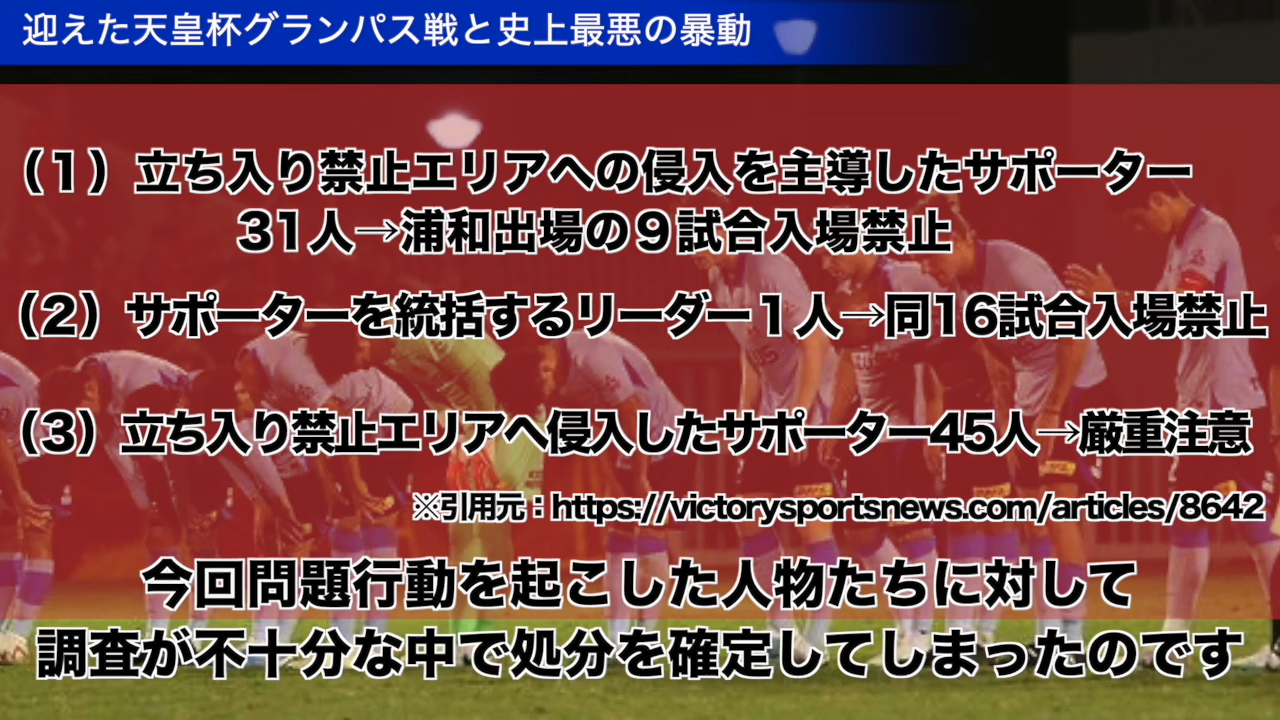 迎えた天皇杯グランパス戦と史上最悪の暴動
（１）立ち入り禁止エリアへの侵入を主導したサポーター
31人→浦和出場の９試合入場禁止
（２）サポーターを統括するリーダー１人→同16試合入場禁止
（３）立ち入り禁止エリアへ侵入したサポーター45人→厳重注意
※引用元：https://victorysportsnews.com/articles/8642
今回問題行動を起こした人物たちに対して
調査が不十分な中で処分を確定してしまったのです